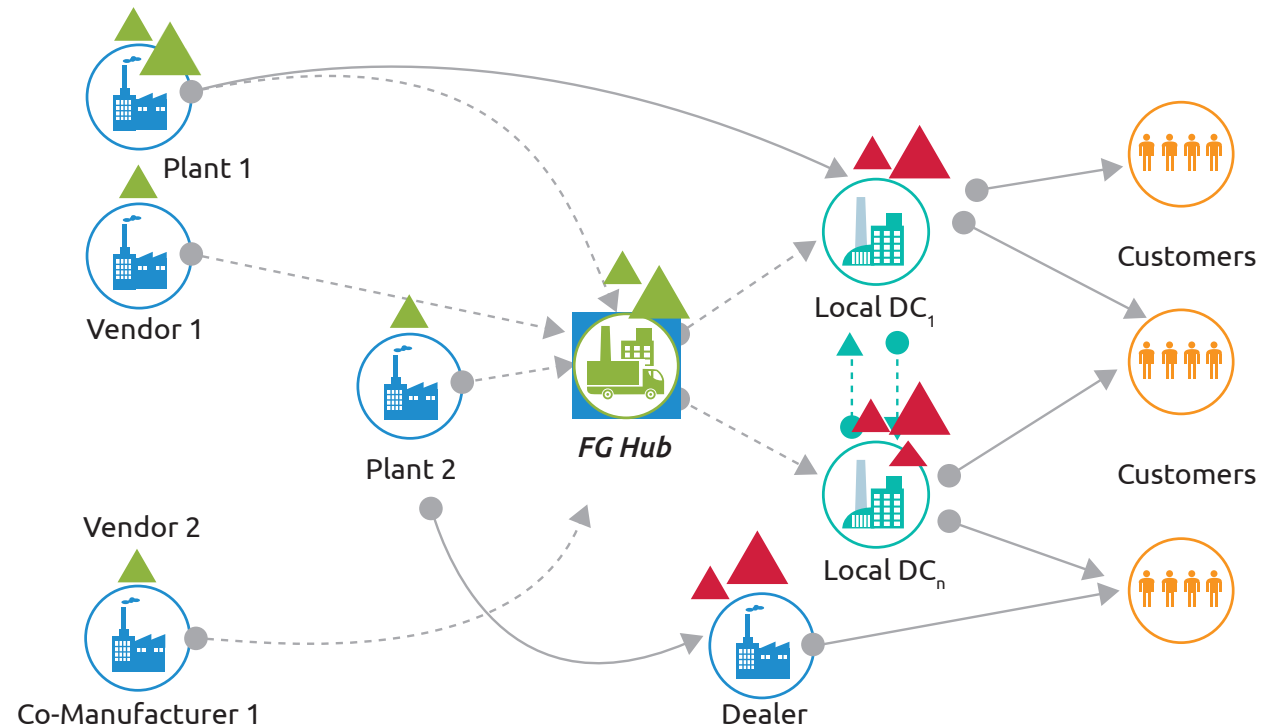 Plant 1
Vendor 1
Plant 2
Vendor 2
Co-Manufacturer 1
FG Hub
Local DC₁
Local DCₙ
Dealer
Customers
Customers